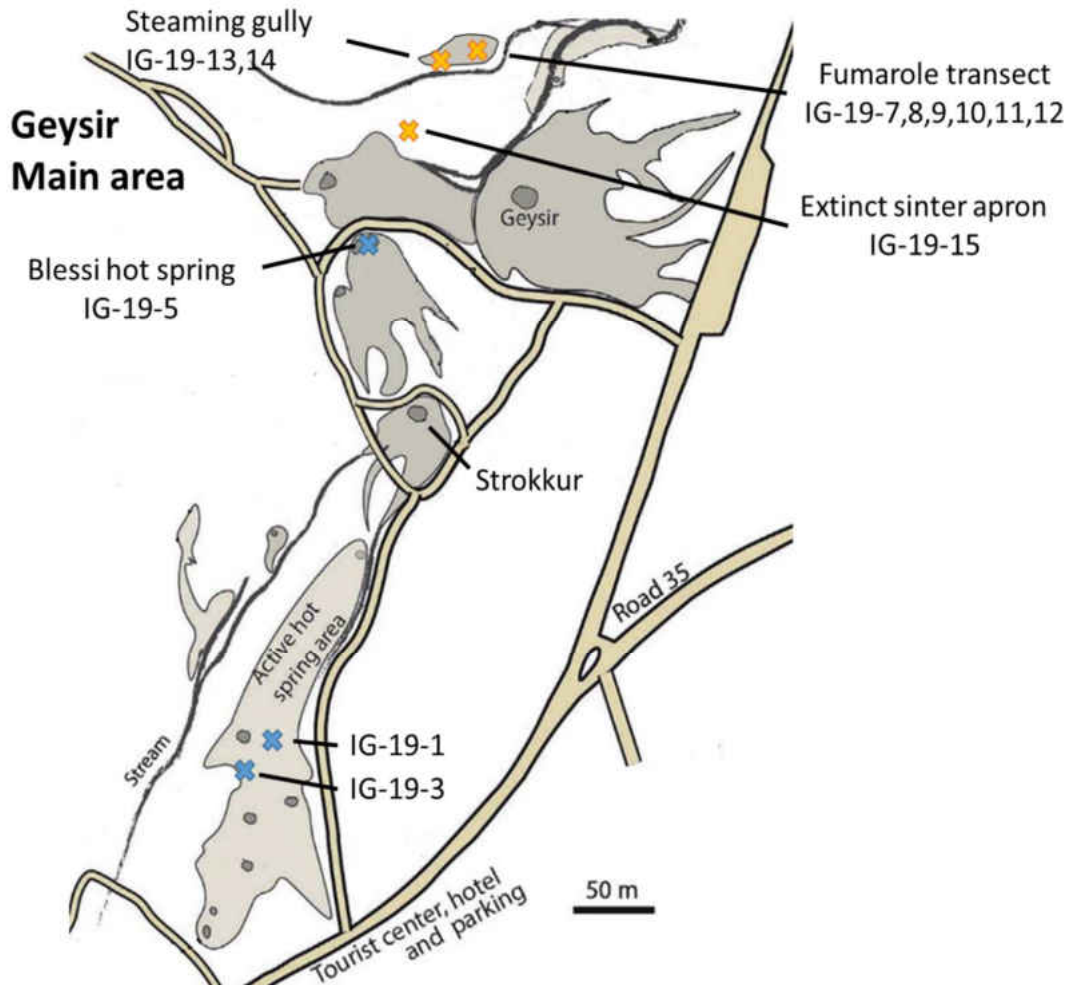 Steaming gully
IG-19-13,14
Fumarole transect
IG-19-7,8,9,10,11,12
Geysir
Main area
Geysir
Extinct sinter apron
IG-19-15
Blessi hot spring
IG-19-5
Strokkur
Road 35
Active hot
spring area
Stream
IG-19-1
IG-19-3
50 m
Tourist center, hotel
and parking